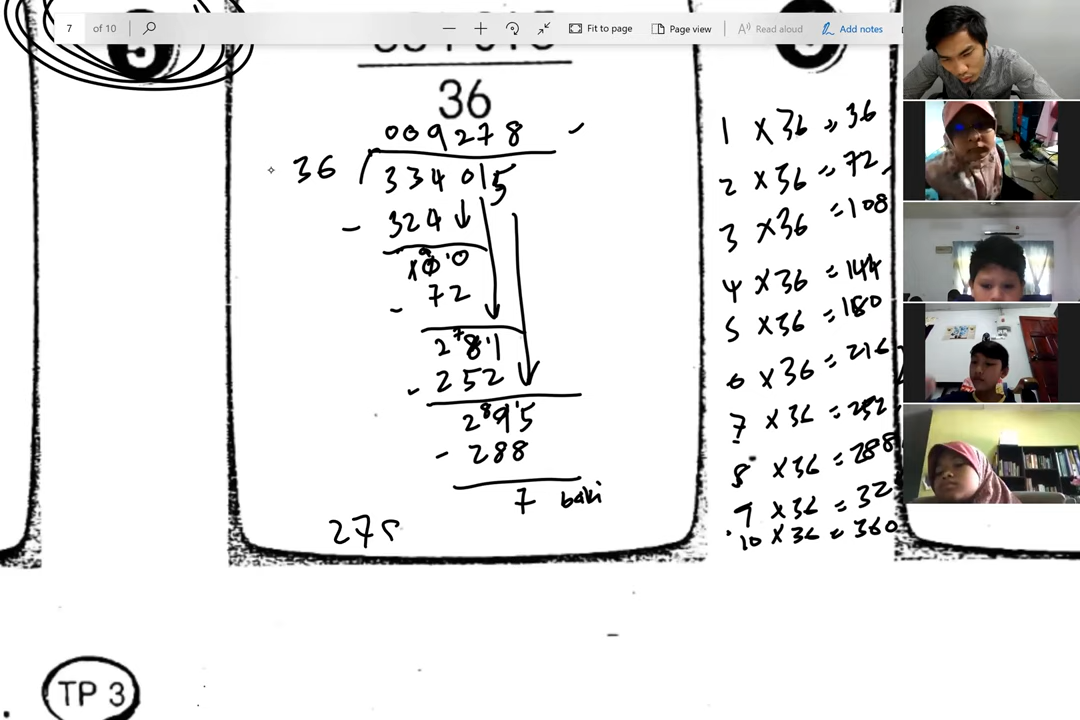 7 of 10 Fit to page Page view Read aloud Add notes
36
009278
36 334015
- 324
100
- 72
281
- 252
295
- 288
7 baki
275
1 x 36 = 36
2 x 36 = 72
3 x 36 = 108
4 x 36 = 144
5 x 36 = 180
6 x 36 = 216
7 x 36 = 252
8 x 36 = 288
9 x 36 = 32
10 x 36 = 360
TP 3